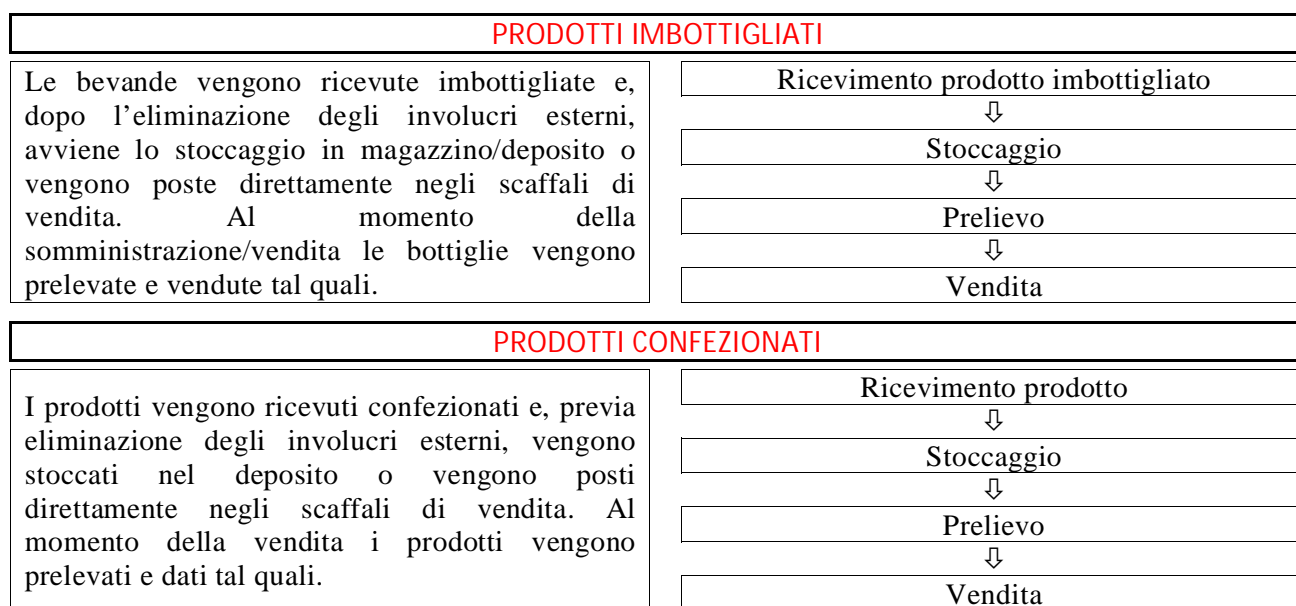 PRODOTTI IMBOTTIGLIATI
Le bevande vengono ricevute imbottigliate e,
dopo l’eliminazione degli involucri esterni,
avviene lo stoccaggio in magazzino/deposito o
vengono poste direttamente negli scaffali di
vendita. Al momento della
somministrazione/vendita le bottiglie vengono
prelevate e vendute tal quali.
Ricevimento prodotto imbottigliato
⇩
Stoccaggio
⇩
Prelievo
⇩
Vendita
PRODOTTI CONFEZIONATI
I prodotti vengono ricevuti confezionati e, previa
eliminazione degli involucri esterni, vengono
stoccati nel deposito o vengono posti
direttamente negli scaffali di vendita. Al
momento della vendita i prodotti vengono
prelevati e dati tal quali.
Ricevimento prodotto
⇩
Stoccaggio
⇩
Prelievo
⇩
Vendita